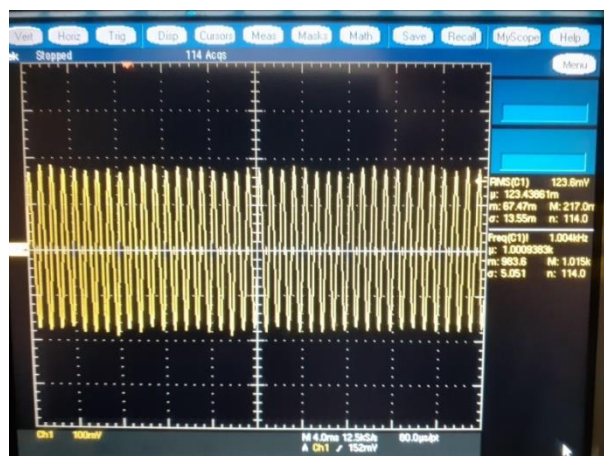 Vert Horiz Trig Disp Cursors Meas Masks Math Save Recall MyScope Help
ek Stopped 114 Acqs
Menu
RMS(C1) 123.6mV
µ: 123.43861m
m: 67.47m M: 217.0m
σ: 13.55m n: 114.0
Freq(C1)! 1.004kHz
µ: 1.0009383k
m: 983.6 M: 1.015k
σ: 5.051 n: 114.0
Ch1 100mV
M 4.0ms 12.5kS/s 80.0µs/pt
A Ch1 152mV